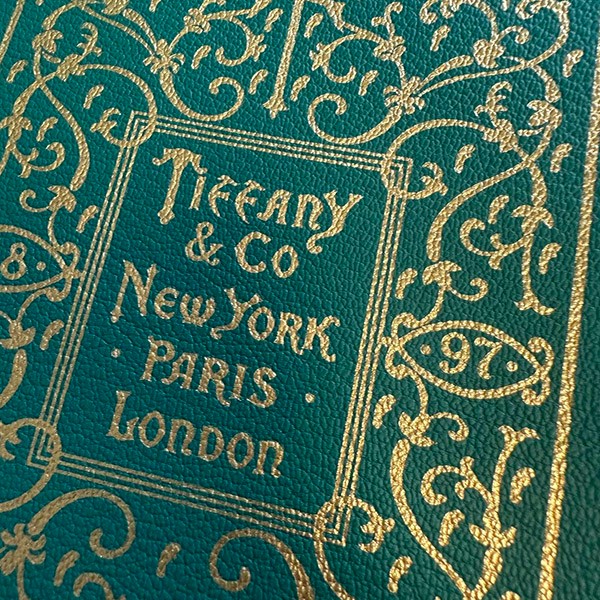 Tiffany
& Co
New York
· Paris ·
London
8·
·97·